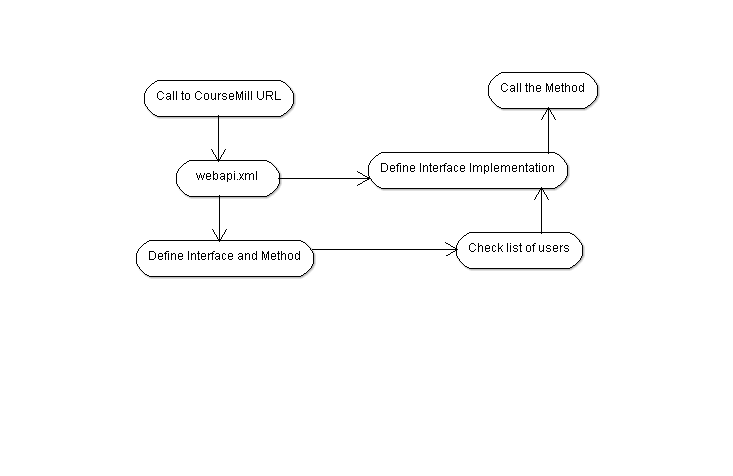 Call to CourseMill URL
Call the Method
webapi.xml
Define Interface Implementation
Define Interface and Method
Check list of users